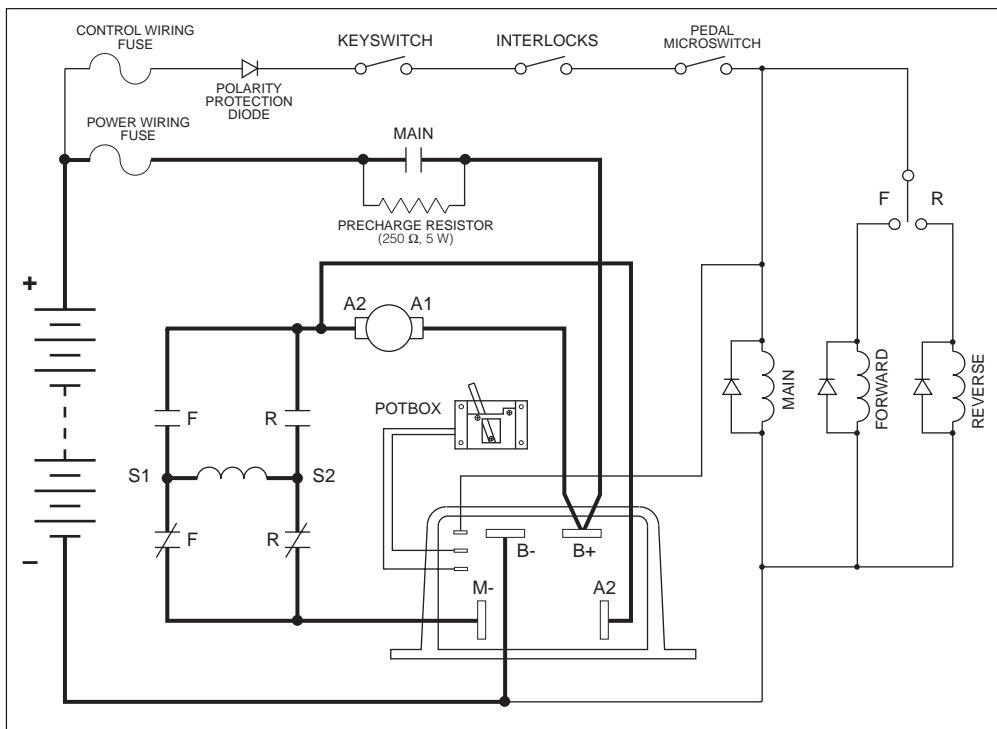 CONTROL WIRING
FUSE
POLARITY
PROTECTION
DIODE
KEYSWITCH
INTERLOCKS
PEDAL
MICROSWITCH
POWER WIRING
FUSE
MAIN
PRECHARGE RESISTOR
(250 Ω, 5 W)
F
R
+
A2
A1
F
R
POTBOX
MAIN
FORWARD
REVERSE
S1
S2
F
R
B-
B+
–
M-
A2